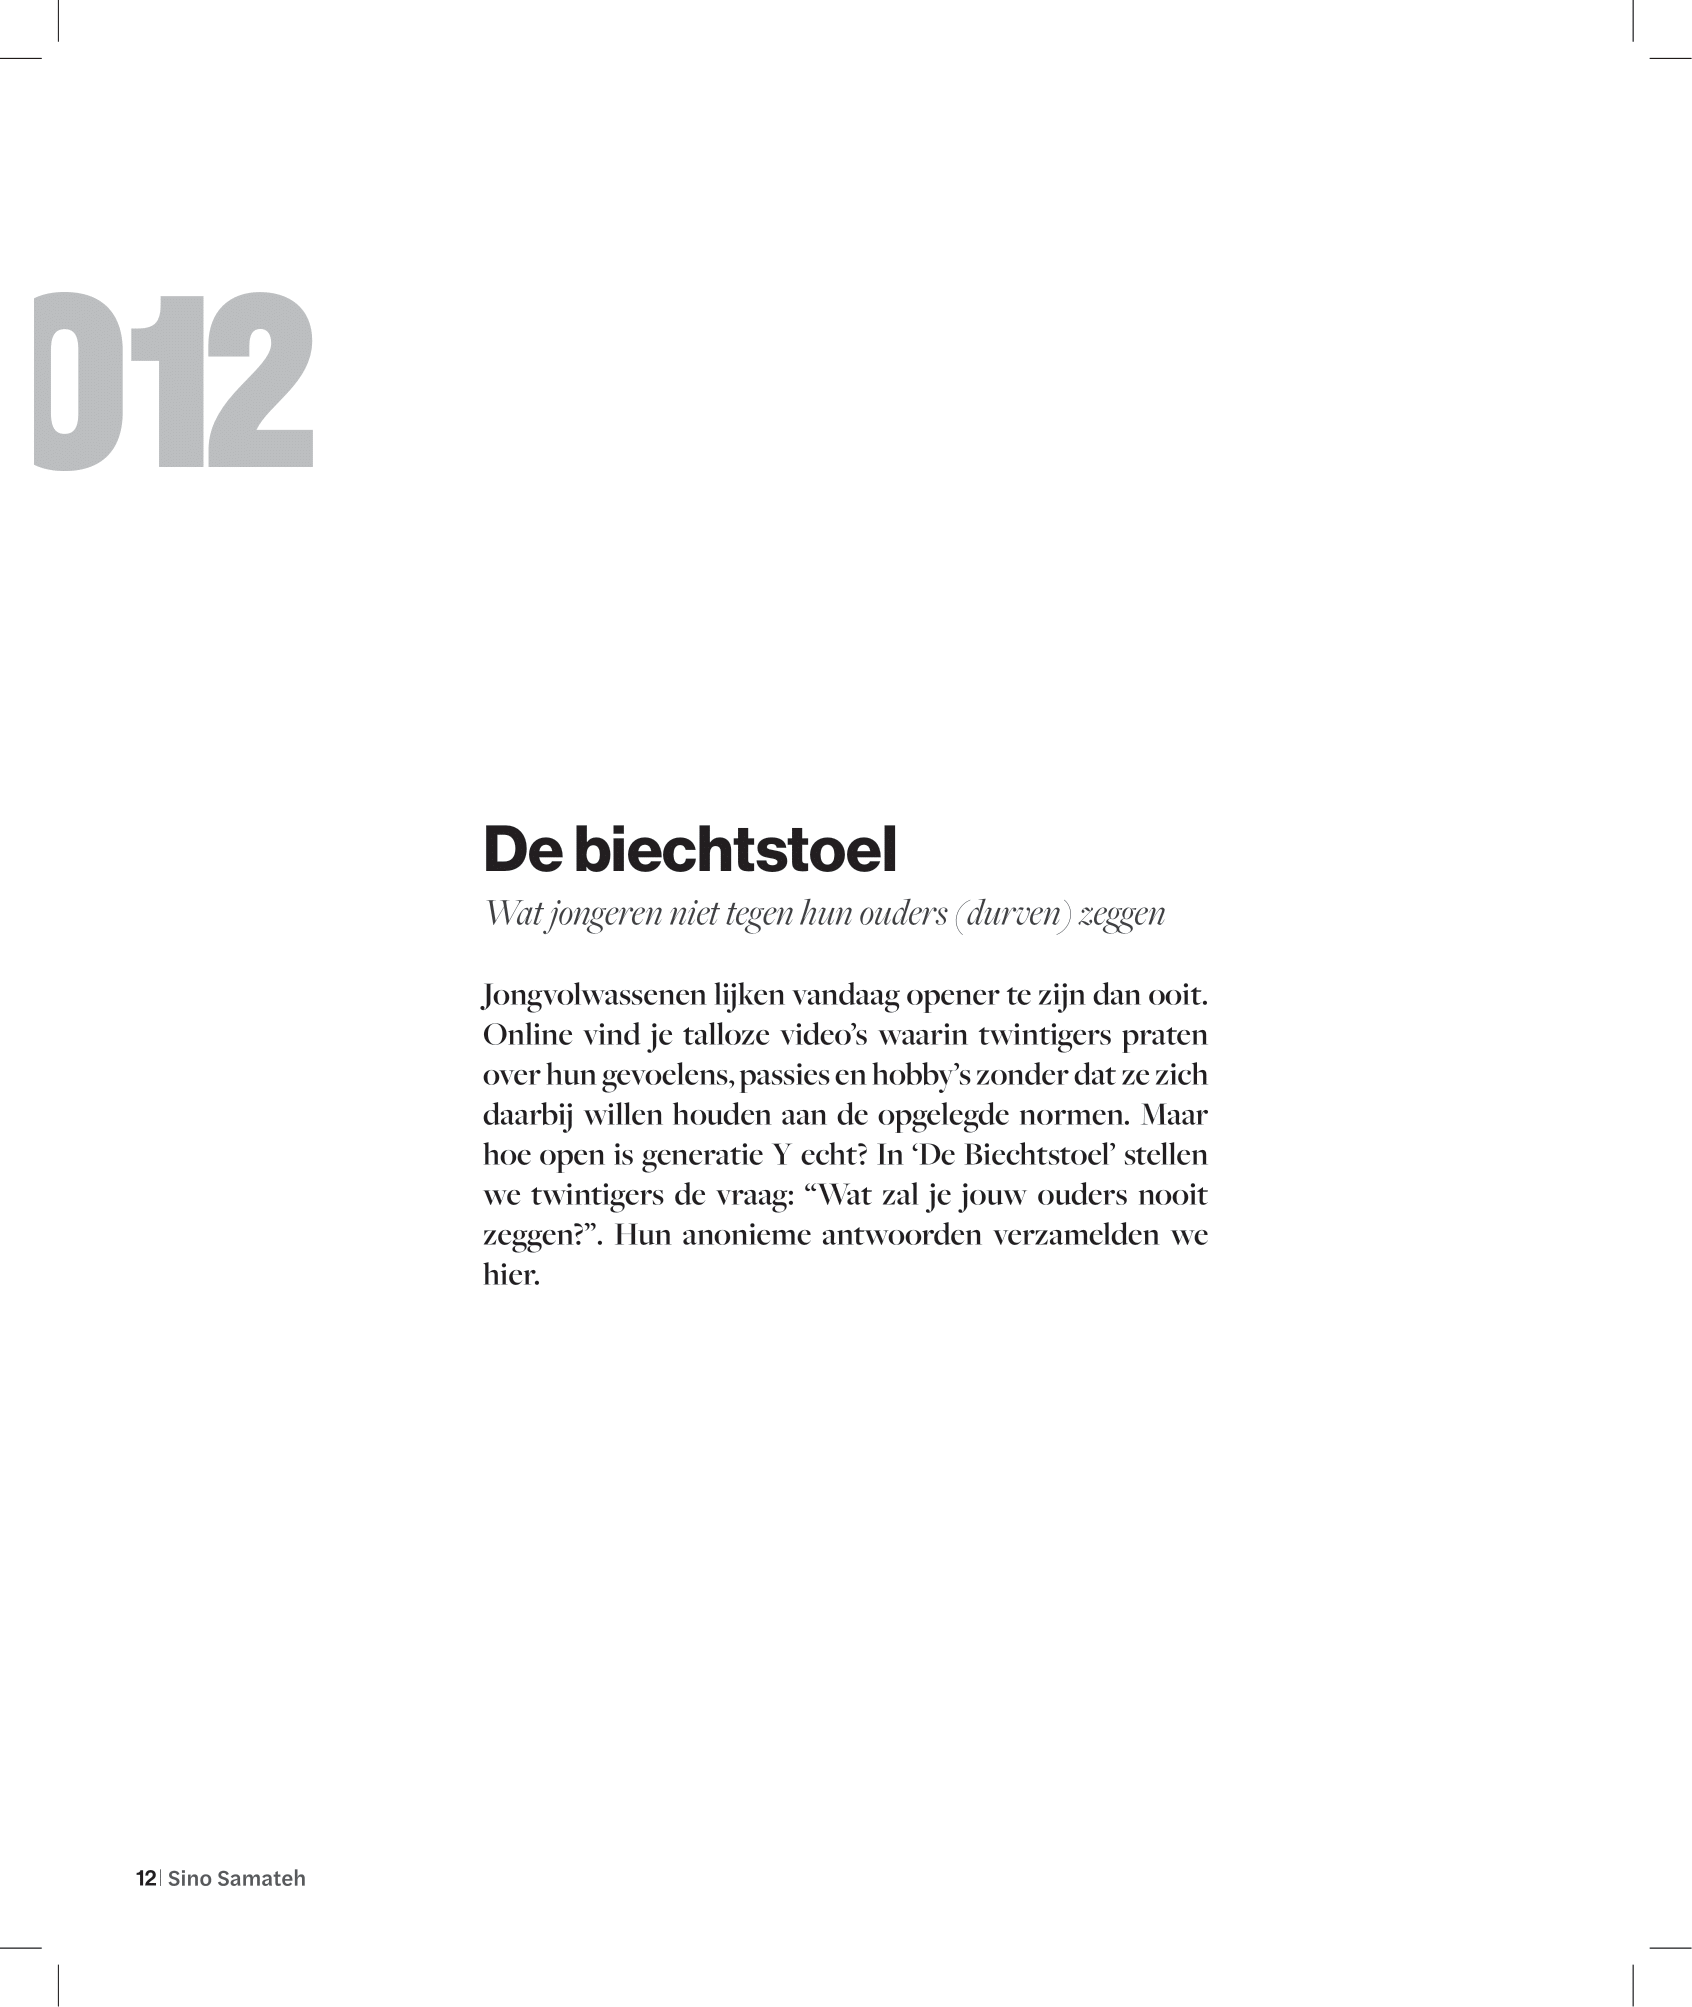 012
De biechtstoel
Wat jongeren niet tegen hun ouders (durven) zeggen
Jongvolwassenen lijken vandaag opener te zijn dan ooit.
Online vind je talloze video’s waarin twintigers praten
over hun gevoelens, passies en hobby’s zonder dat ze zich
daarbij willen houden aan de opgelegde normen. Maar
hoe open is generatie Y echt? In ‘De Biechtstoel’ stellen
we twintigers de vraag: “Wat zal je jouw ouders nooit
zeggen?”. Hun anonieme antwoorden verzamelden we
hier.
12| Sino Samateh